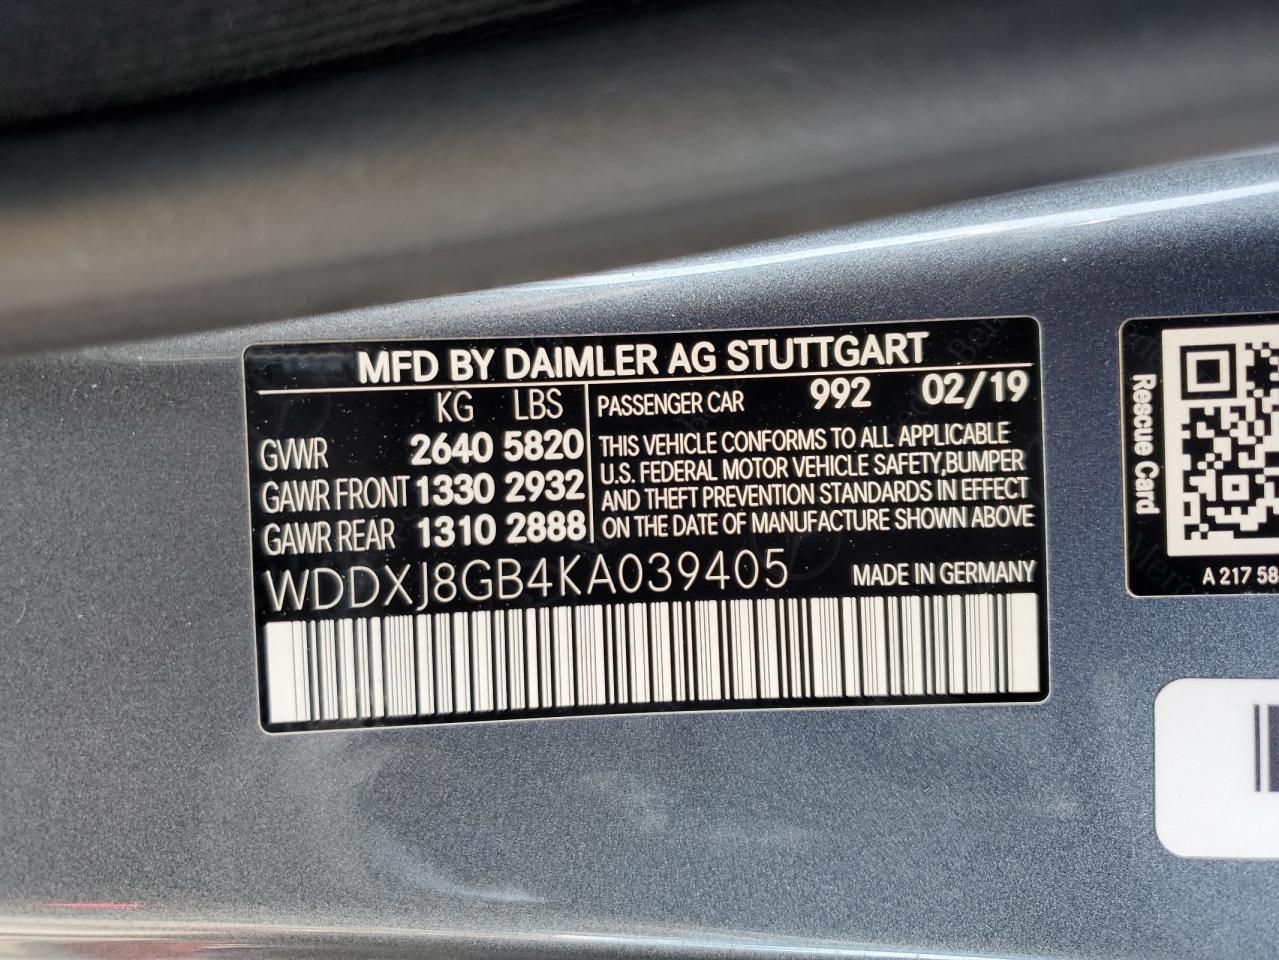 MFD BY DAIMLER AG STUTTGART
KG LBS
GVWR 2640 5820
GAWR FRONT 1330 2932
GAWR REAR 1310 2888
PASSENGER CAR 992 02/19
THIS VEHICLE CONFORMS TO ALL APPLICABLE
U.S. FEDERAL MOTOR VEHICLE SAFETY,BUMPER
AND THEFT PREVENTION STANDARDS IN EFFECT
ON THE DATE OF MANUFACTURE SHOWN ABOVE
WDDXJ8GB4KA039405 MADE IN GERMANY
Rescue Card
A 217 58